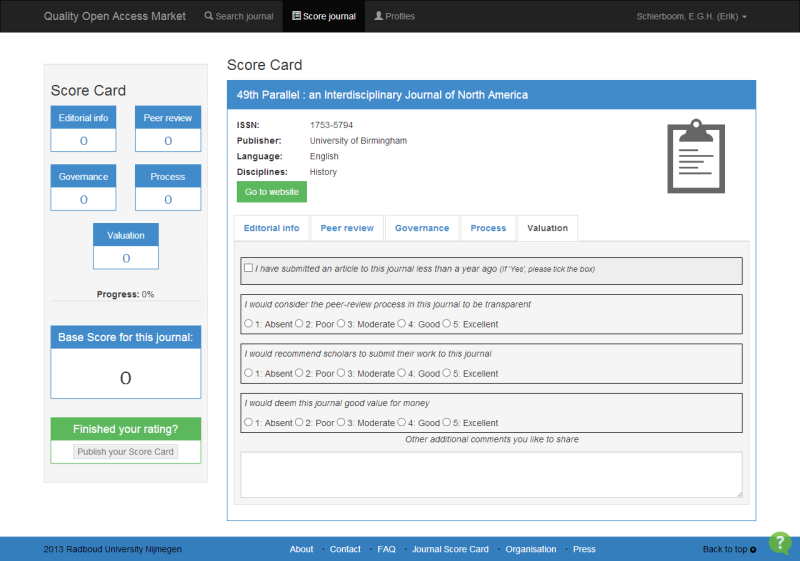 Quality Open Access Market Search journal Score journal Profiles Schierboom, E.G.H. (Erik)
Score Card
Editorial info Peer review
0 0
Governance Process
0 0
Valuation
0
Progress: 0%
Base Score for this journal:
0
Finished your rating?
Publish your Score Card
Score Card
49th Parallel : an Interdisciplinary Journal of North America
ISSN: 1753-5794
Publisher: University of Birmingham
Language: English
Disciplines: History
Go to website
Editorial info Peer review Governance Process Valuation
I have submitted an article to this journal less than a year ago (if 'Yes', please tick the box)
I would consider the peer-review process in this journal to be transparent
1: Absent 2: Poor 3: Moderate 4: Good 5: Excellent
I would recommend scholars to submit their work to this journal
1: Absent 2: Poor 3: Moderate 4: Good 5: Excellent
I would deem this journal good value for money
1: Absent 2: Poor 3: Moderate 4: Good 5: Excellent
Other additional comments you like to share
2013 Radboud University Nijmegen About · Contact · FAQ · Journal Score Card · Organisation · Press Back to top
?